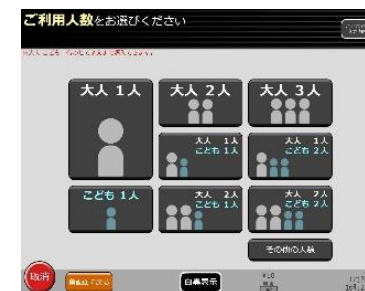 ご利用人数をお選びください
大人 1人
大人 2人
大人 3人
大人 1人
こども 1人
大人 1人
こども 2人
こども 1人
大人 2人
こども 1人
大人 2人
こども 2人
その他の人数
取消
白黒表示